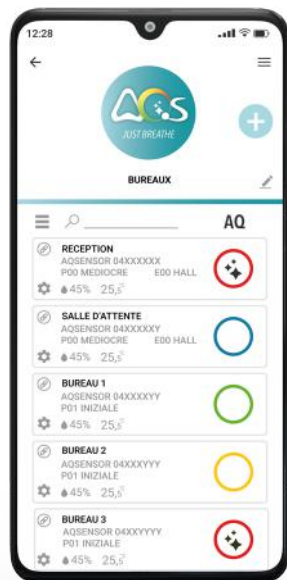 12:28
AQS
JUST BREATHE
BUREAUX
AQ
RECEPTION
AQSENSOR 04XXXXXX
P00 MEDIOCRE E00 HALL
45% 25,5°
SALLE D'ATTENTE
AQSENSOR 04XXXXXY
P00 MEDIOCRE E00 HALL
45% 25,5°
BUREAU 1
AQSENSOR 04XXXXYY
P01 INIZIALE
45% 25,5°
BUREAU 2
AQSENSOR 04XXXYYY
P01 INIZIALE
45% 25,5°
BUREAU 3
AQSENSOR 04XXYYYY
P01 INIZIALE
45% 25,5°